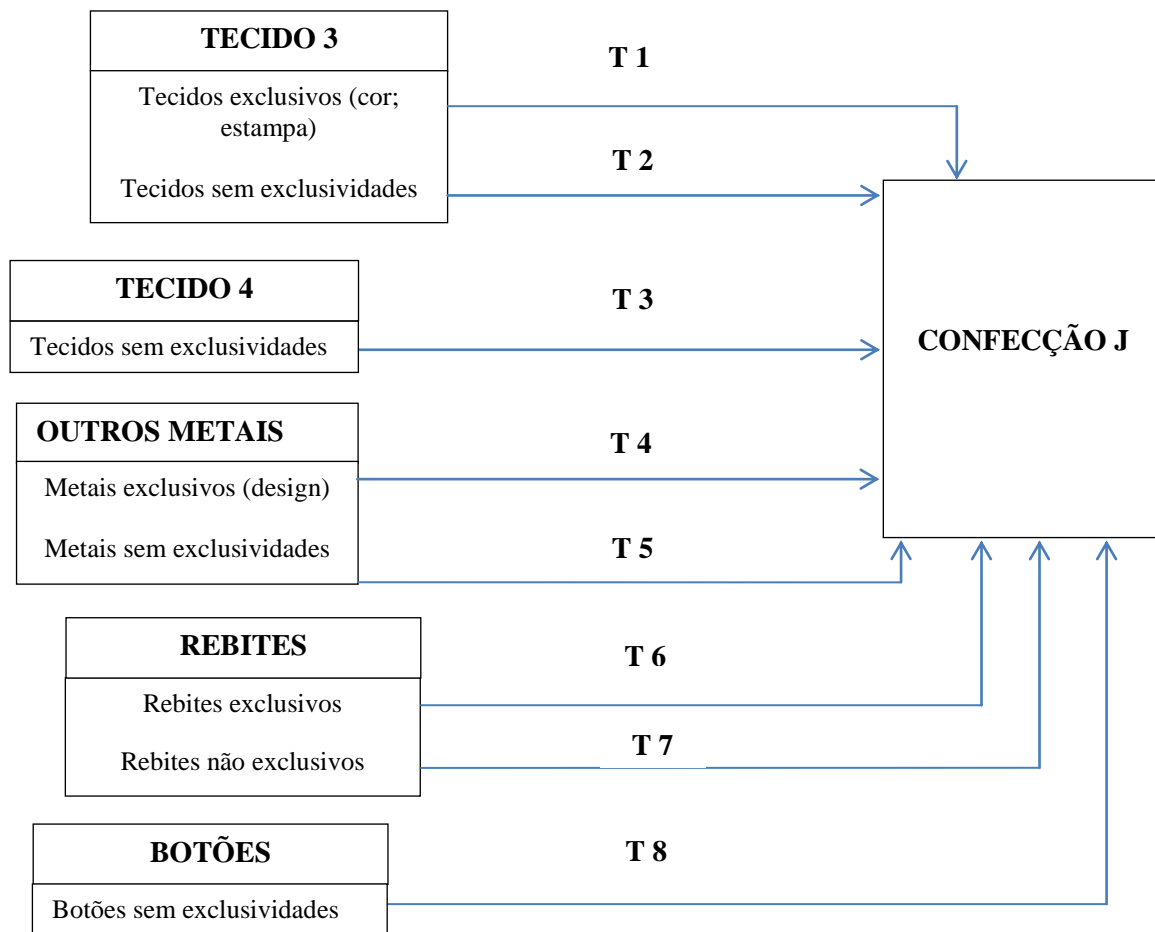 TECIDO 3
T 1
Tecidos exclusivos (cor;
estampa)
T 2
Tecidos sem exclusividades
TECIDO 4
T 3
Tecidos sem exclusividades
CONFECÇÃO J
OUTROS METAIS
T 4
Metais exclusivos (design)
Metais sem exclusividades
T 5
REBITES
T 6
Rebites exclusivos
T 7
Rebites não exclusivos
BOTÕES
T 8
Botões sem exclusividades